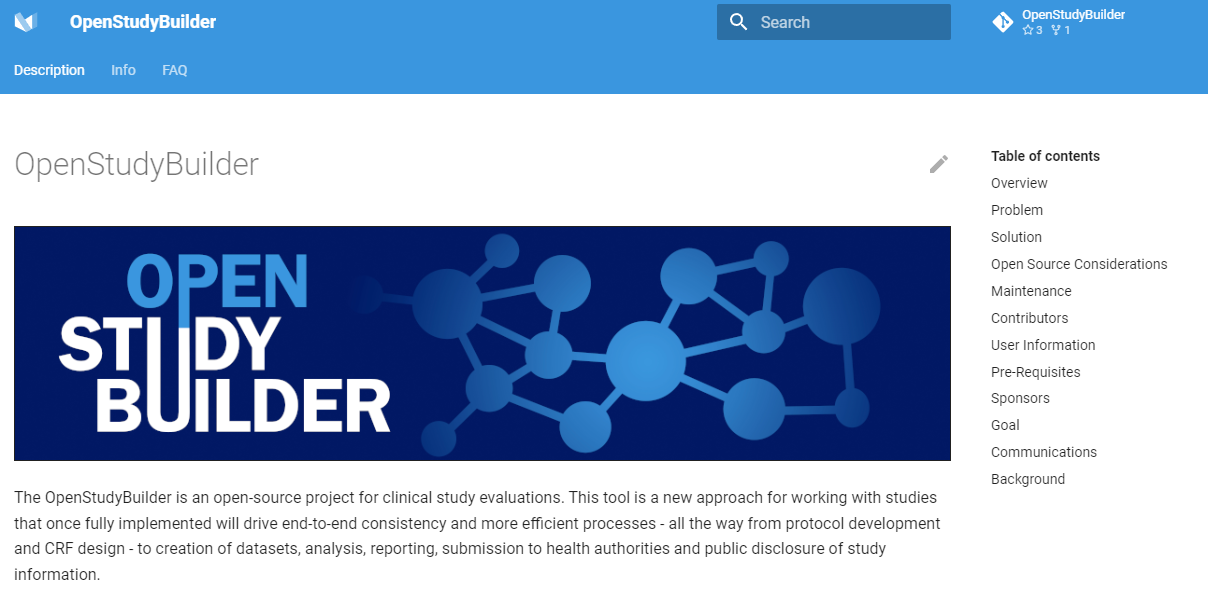 OpenStudyBuilder
Search
OpenStudyBuilder
3 1
Description Info FAQ
OpenStudyBuilder
OPEN
STUDY
BUILDER
The OpenStudyBuilder is an open-source project for clinical study evaluations. This tool is a new approach for working with studies
that once fully implemented will drive end-to-end consistency and more efficient processes - all the way from protocol development
and CRF design - to creation of datasets, analysis, reporting, submission to health authorities and public disclosure of study
information.
Table of contents
Overview
Problem
Solution
Open Source Considerations
Maintenance
Contributors
User Information
Pre-Requisites
Sponsors
Goal
Communications
Background